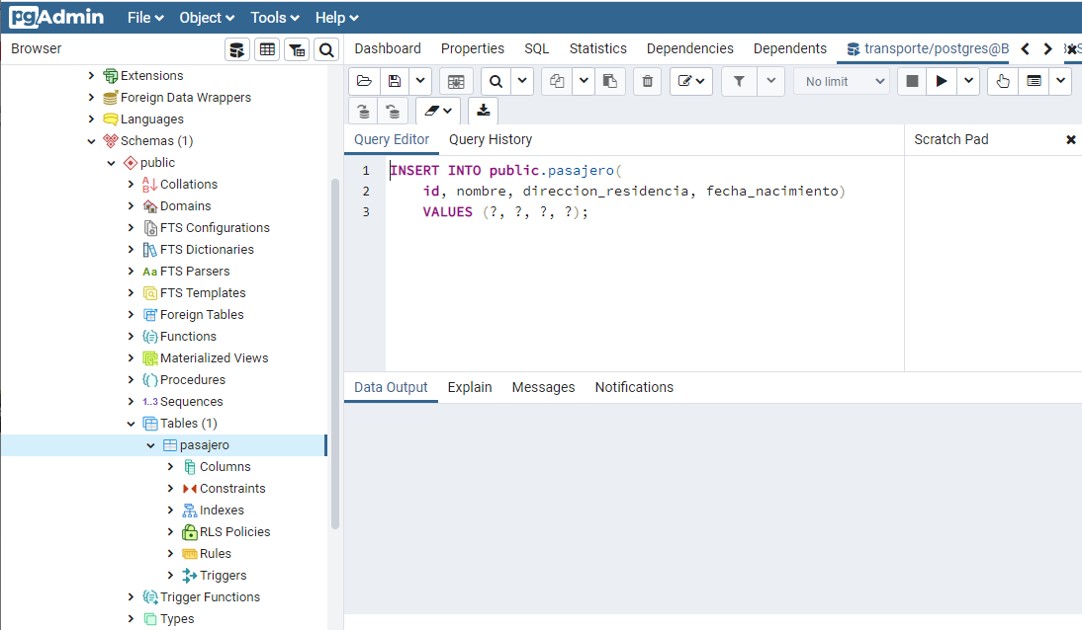 pgAdmin File Object Tools Help
Browser
Dashboard Properties SQL Statistics Dependencies Dependents transporte/postgres@B
No limit
Query Editor Query History
Scratch Pad
Extensions
Foreign Data Wrappers
Languages
Schemas (1)
public
Collations
Domains
FTS Configurations
FTS Dictionaries
Aa FTS Parsers
FTS Templates
Foreign Tables
Functions
Materialized Views
Procedures
1..3 Sequences
Tables (1)
pasajero
Columns
Constraints
Indexes
RLS Policies
Rules
Triggers
Trigger Functions
Types
1 INSERT INTO public.pasajero(
2 id, nombre, direccion_residencia, fecha_nacimiento)
3 VALUES (?, ?, ?, ?);
Data Output Explain Messages Notifications